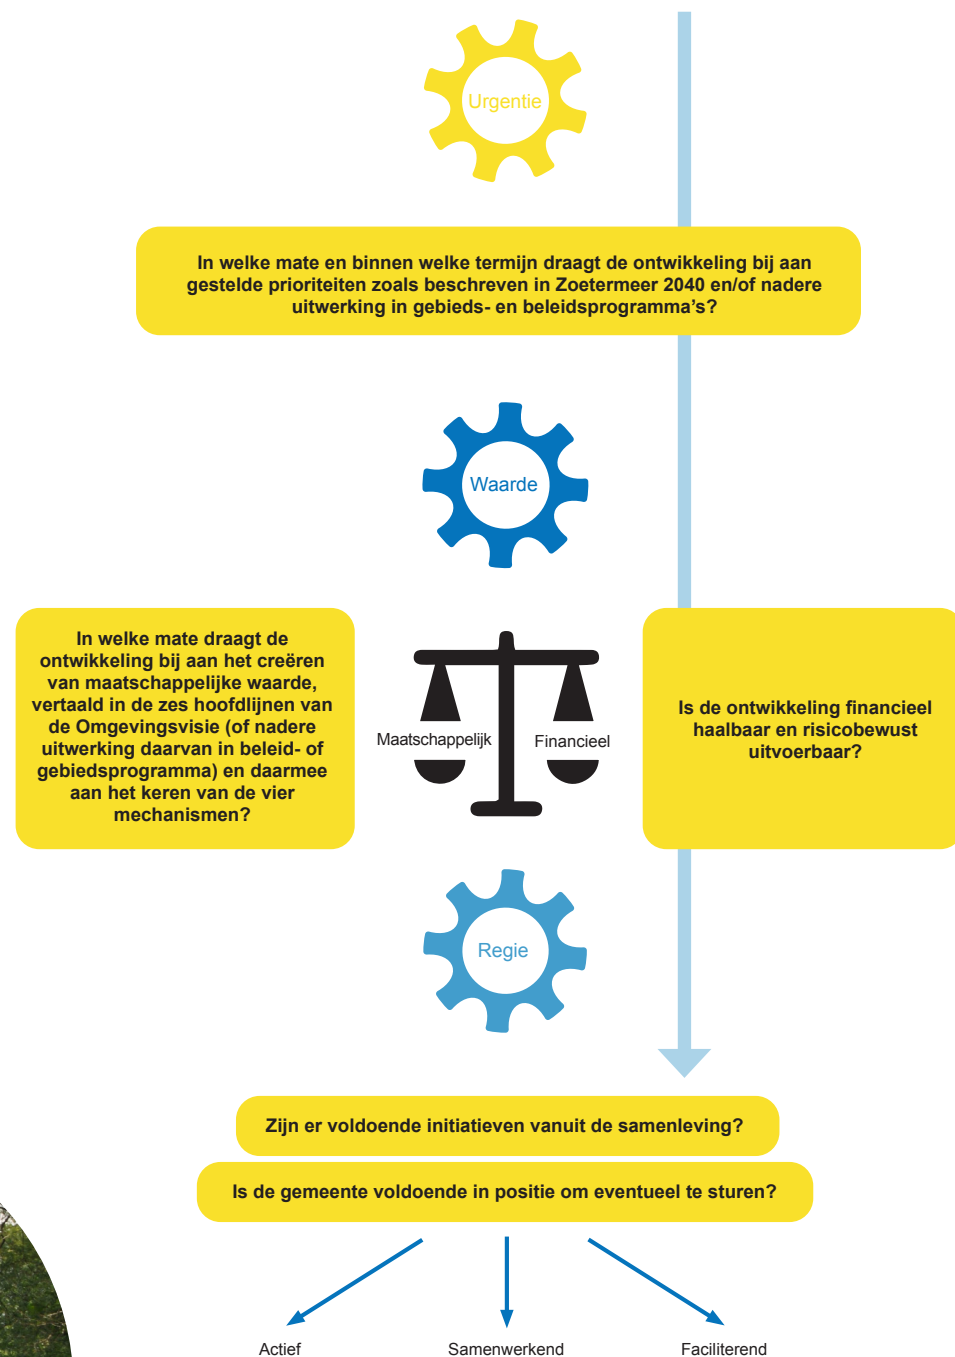 Urgentie
In welke mate en binnen welke termijn draagt de ontwikkeling bij aan
gestelde prioriteiten zoals beschreven in Zoetermeer 2040 en/of nadere
uitwerking in gebieds- en beleidsprogramma's?
Waarde
In welke mate draagt de
ontwikkeling bij aan het creëren
van maatschappelijke waarde,
vertaald in de zes hoofdlijnen van
de Omgevingsvisie (of nadere
uitwerking daarvan in beleid- of
gebiedsprogramma) en daarmee
aan het keren van de vier
mechanismen?
Maatschappelijk
Financieel
Is de ontwikkeling financieel
haalbaar en risicobewust
uitvoerbaar?
Regie
Zijn er voldoende initiatieven vanuit de samenleving?
Is de gemeente voldoende in positie om eventueel te sturen?
Actief
Samenwerkend
Faciliterend